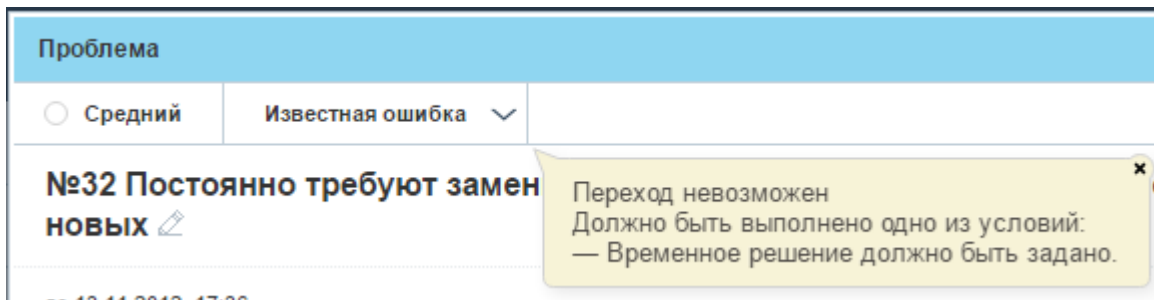 Проблема
Средний
Известная ошибка
№32 Постоянно требуют
новых
Переход невозможен
Должно быть выполнено одно из условий:
— Временное решение должно быть задано.